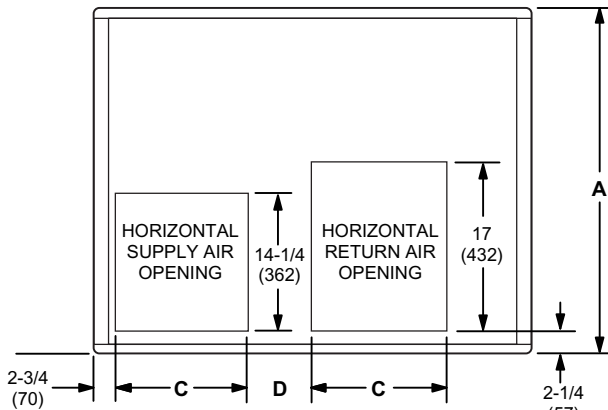 A
HORIZONTAL
SUPPLY AIR
OPENING
14-1/4
(362)
HORIZONTAL
RETURN AIR
OPENING
17
(432)
2-3/4
(70)
C
D
C
2-1/4
(57)